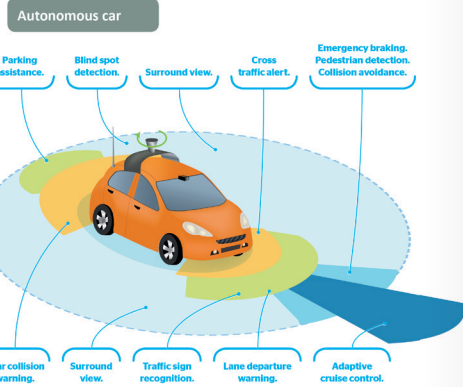 Autonomous car
Parking
assistance.
Blind spot
detection.
Surround view.
Cross
traffic alert.
Emergency braking.
Pedestrian detection.
Collision avoidance.
collision
warning.
Surround
view.
Traffic sign
recognition.
Lane departure
warning.
Adaptive
cruise control.